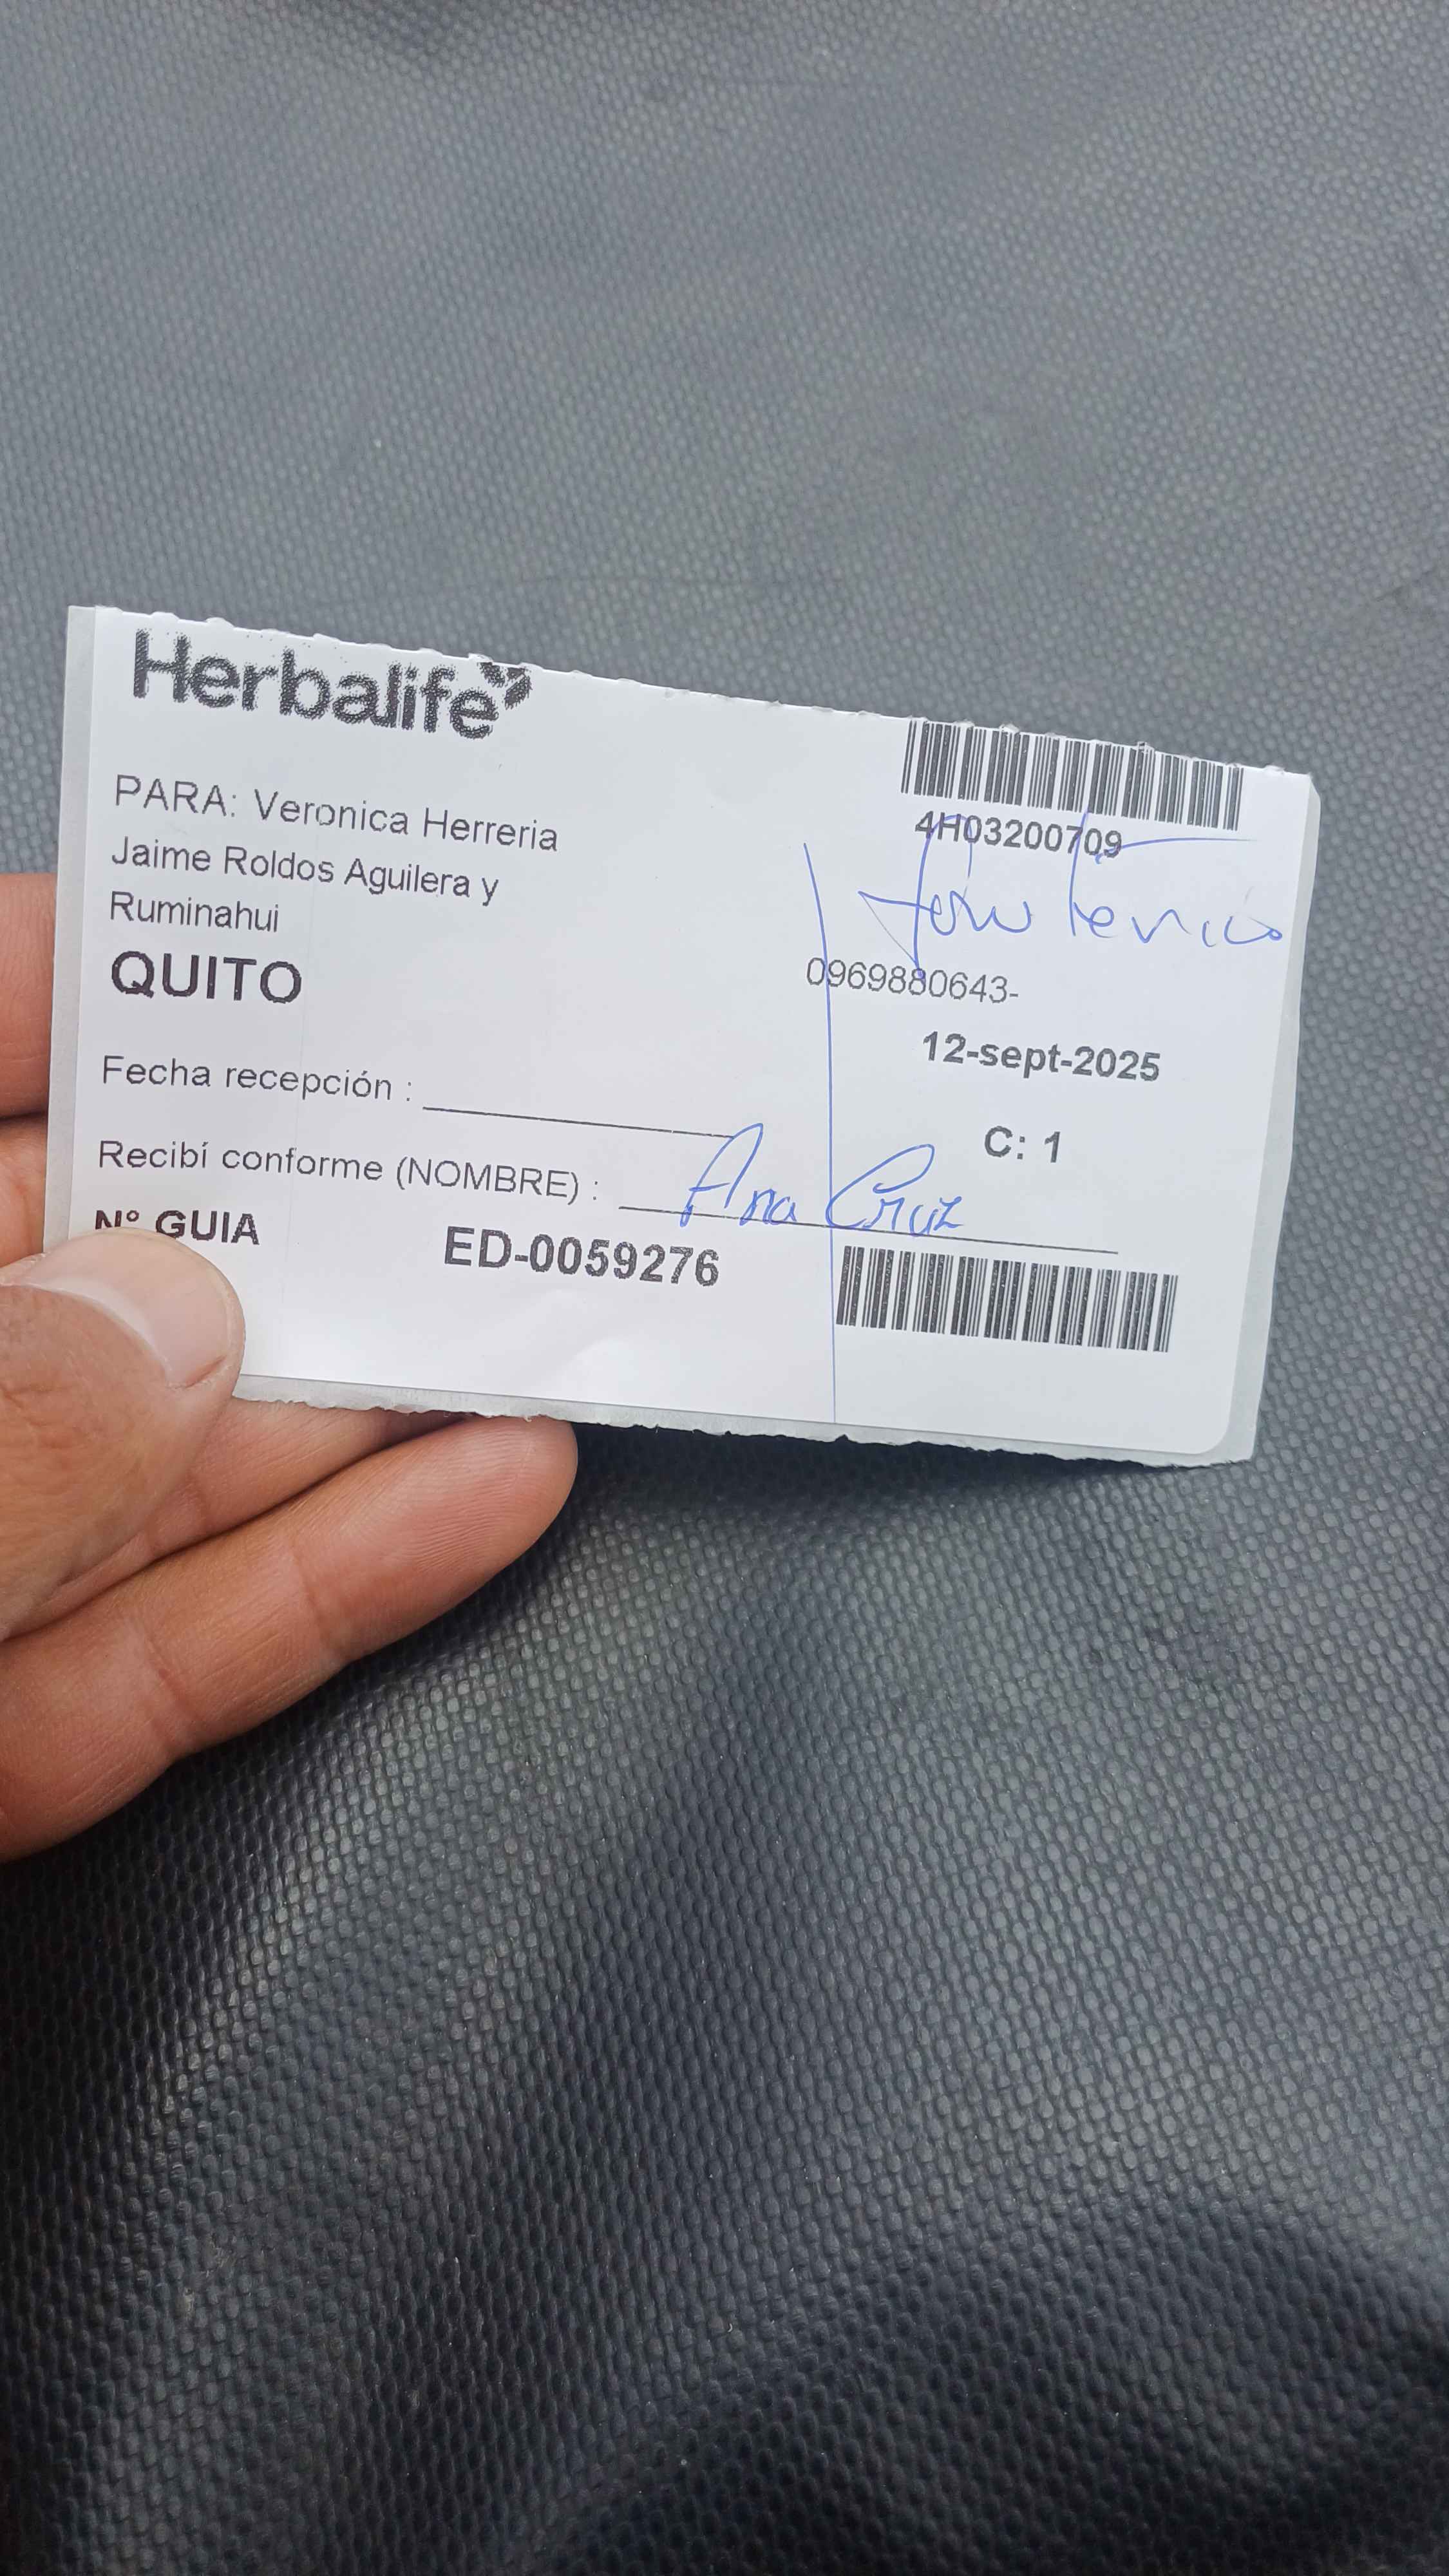 Herbalife
PARA: Veronica Herreria
Jaime Roldos Aguilera y
Ruminahui
QUITO
4H03200709
0969880643-
12-sept-2025
C: 1
Fecha recepción :
Recibí conforme (NOMBRE) : Ana Cruz
Nº GUIA ED-0059276